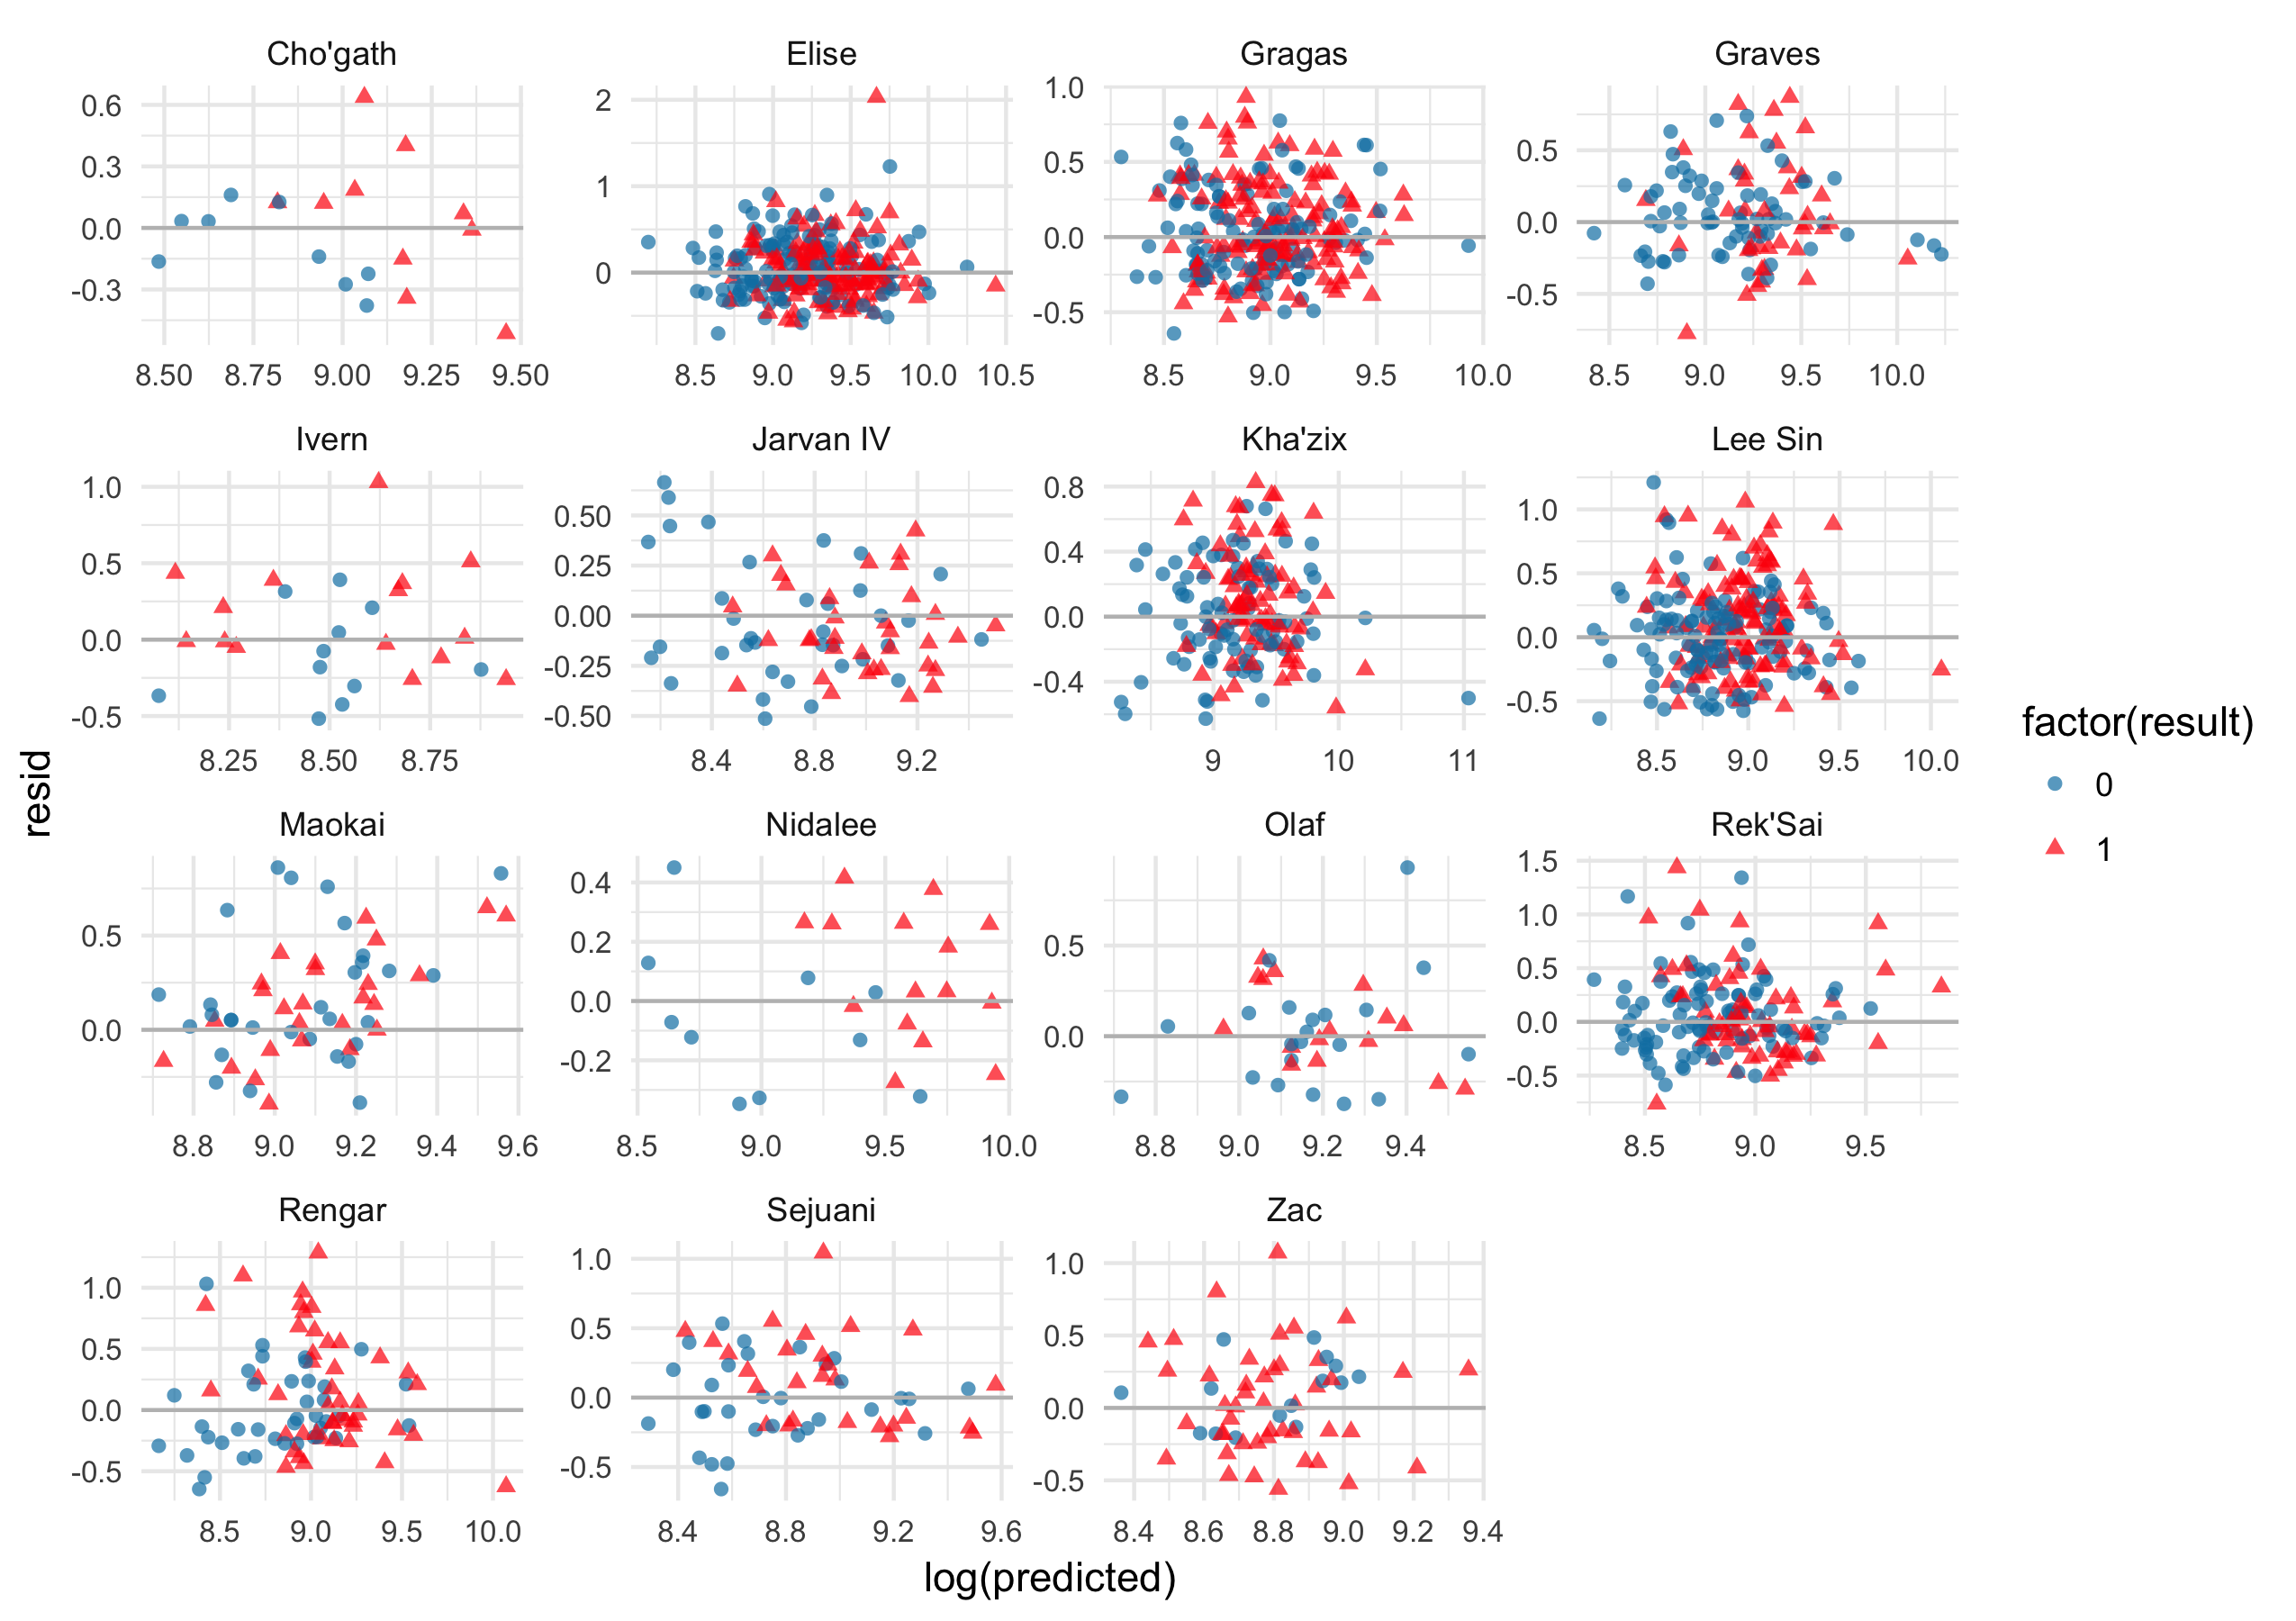 Cho'gath Elise Gragas Graves
0.6 0.3 0.0 -0.3
2 1 0
1.0 0.5 0.0 -0.5
0.5 0.0 -0.5
8.50 8.75 9.00 9.25 9.50
8.5 9.0 9.5 10.0 10.5
8.5 9.0 9.5 10.0
8.5 9.0 9.5 10.0
Ivern Jarvan IV Kha'zix Lee Sin
1.0 0.5 0.0 -0.5
0.50 0.25 0.00 -0.25 -0.50
0.8 0.4 0.0 -0.4
1.0 0.5 0.0 -0.5
8.25 8.50 8.75
8.4 8.8 9.2
9 10 11
8.5 9.0 9.5 10.0
Maokai Nidalee Olaf Rek'Sai
0.5 0.0
0.4 0.2 0.0 -0.2
0.5 0.0
1.5 1.0 0.5 0.0 -0.5
8.8 9.0 9.2 9.4 9.6
8.5 9.0 9.5 10.0
8.8 9.0 9.2 9.4
8.5 9.0 9.5
Rengar Sejuani Zac
1.0 0.5 0.0 -0.5
1.0 0.5 0.0 -0.5
1.0 0.5 0.0 -0.5
8.5 9.0 9.5 10.0
8.4 8.8 9.2 9.6
8.4 8.6 8.8 9.0 9.2 9.4
resid
log(predicted)
factor(result)
0
1